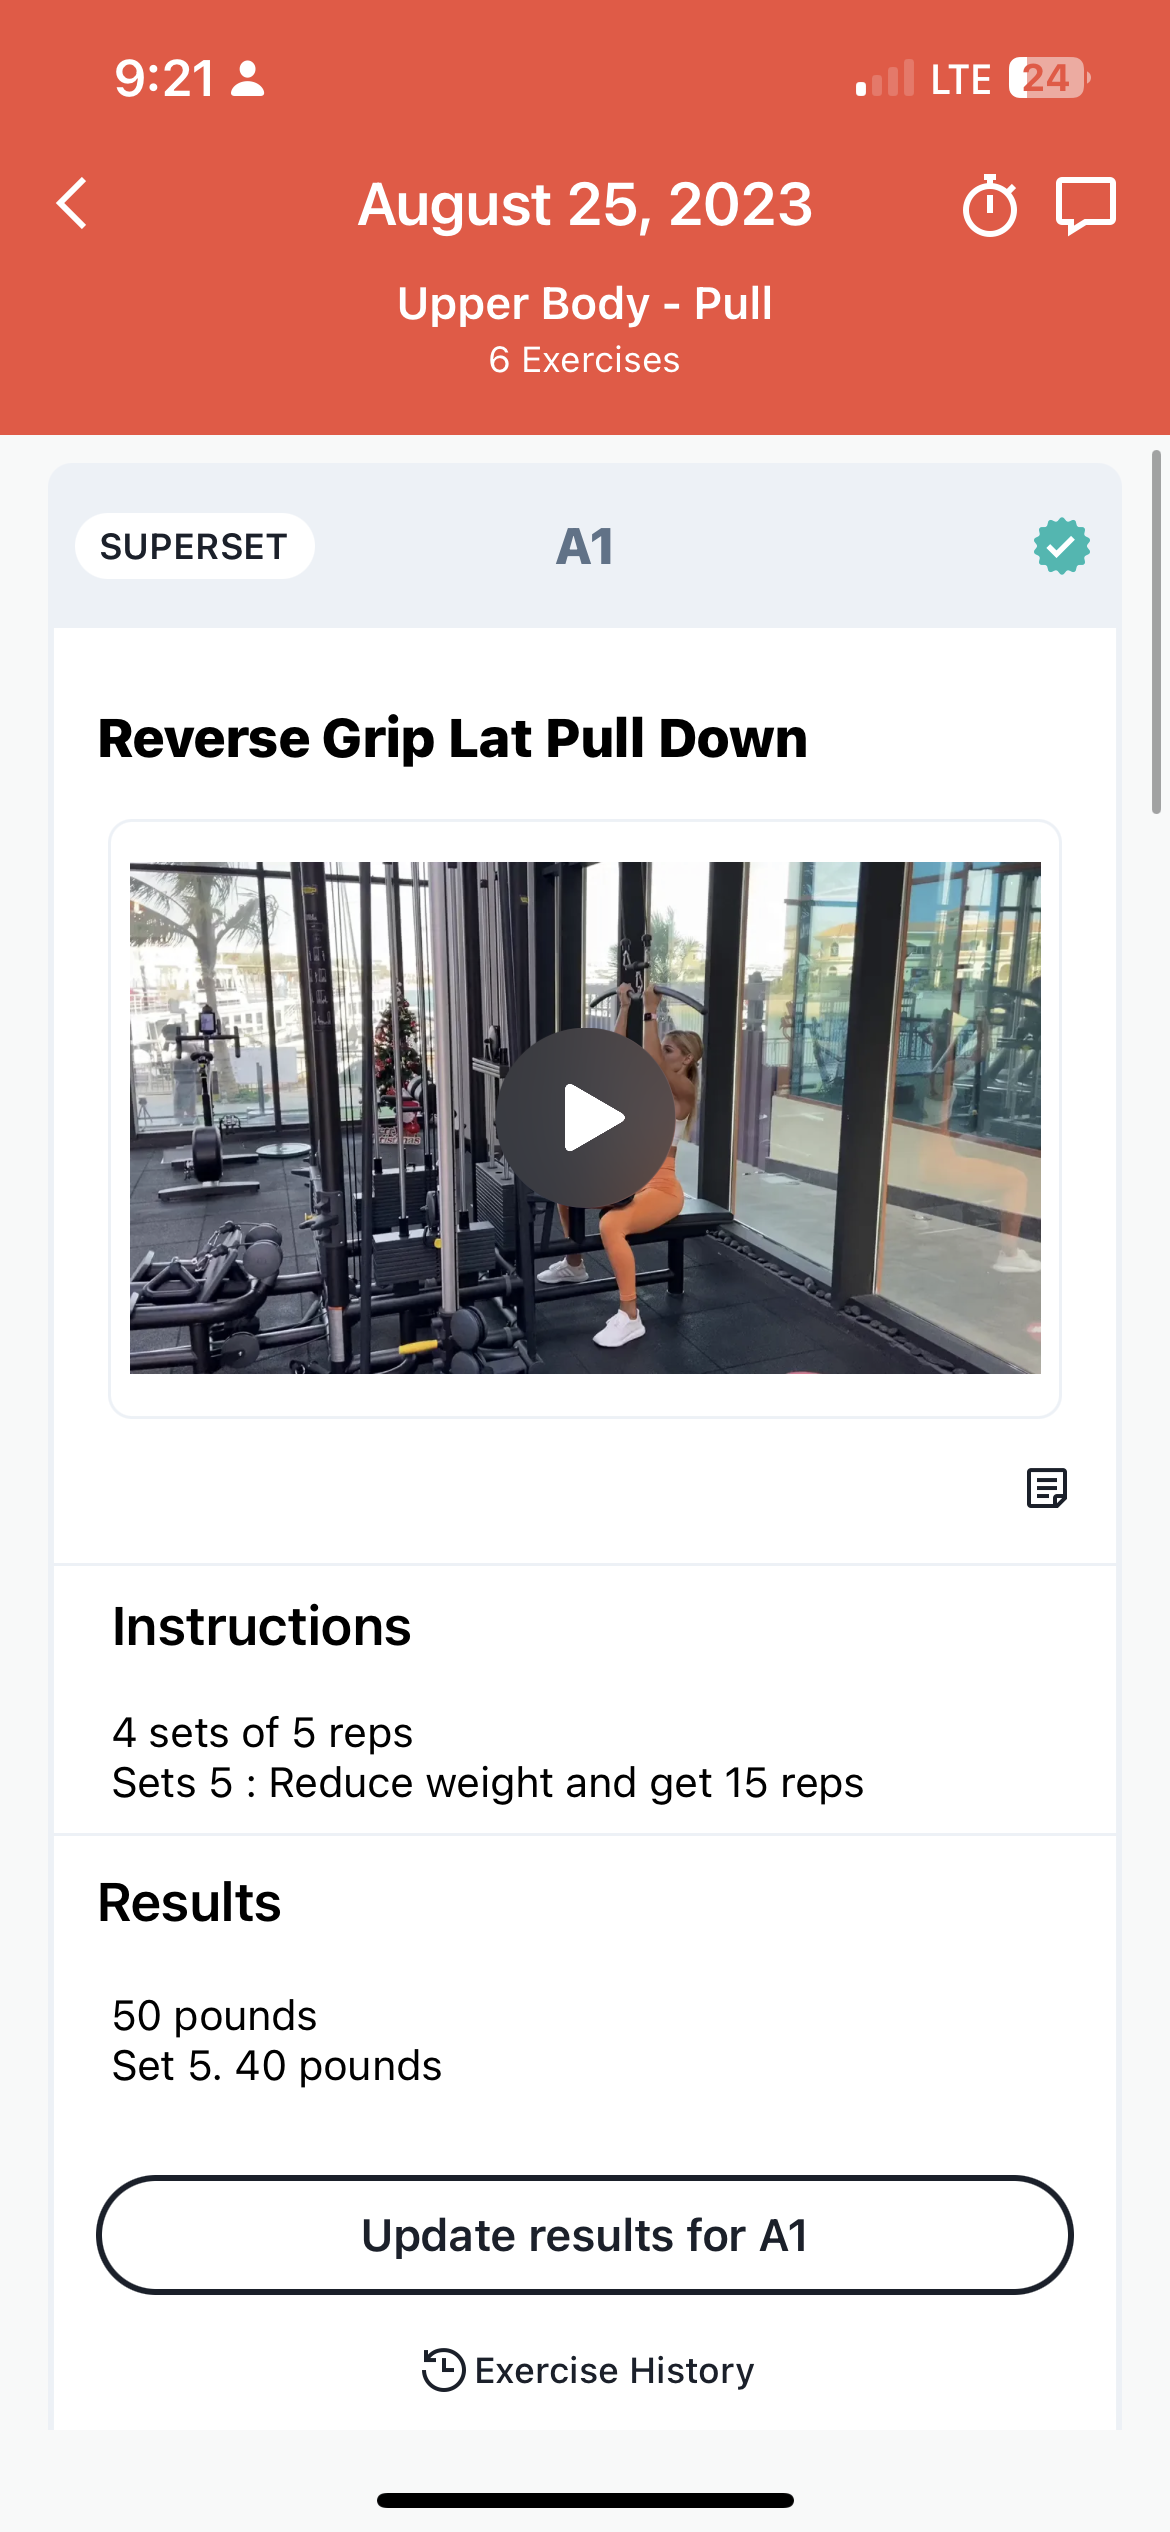 9:21
LTE 24
August 25, 2023
Upper Body - Pull
6 Exercises
SUPERSET
A1
Reverse Grip Lat Pull Down
Instructions
4 sets of 5 reps
Sets 5 : Reduce weight and get 15 reps
Results
50 pounds
Set 5. 40 pounds
Update results for A1
Exercise History